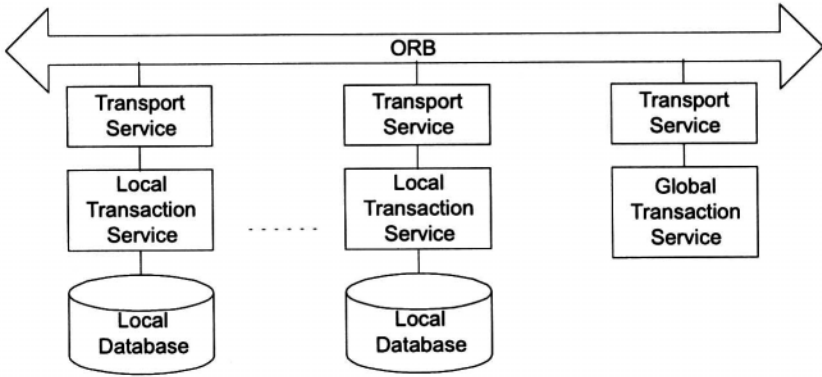 ORB
Transport
Service
Transport
Service
Transport
Service
Local
Transaction
Service
Local
Transaction
Service
Global
Transaction
Service
Local
Database
Local
Database